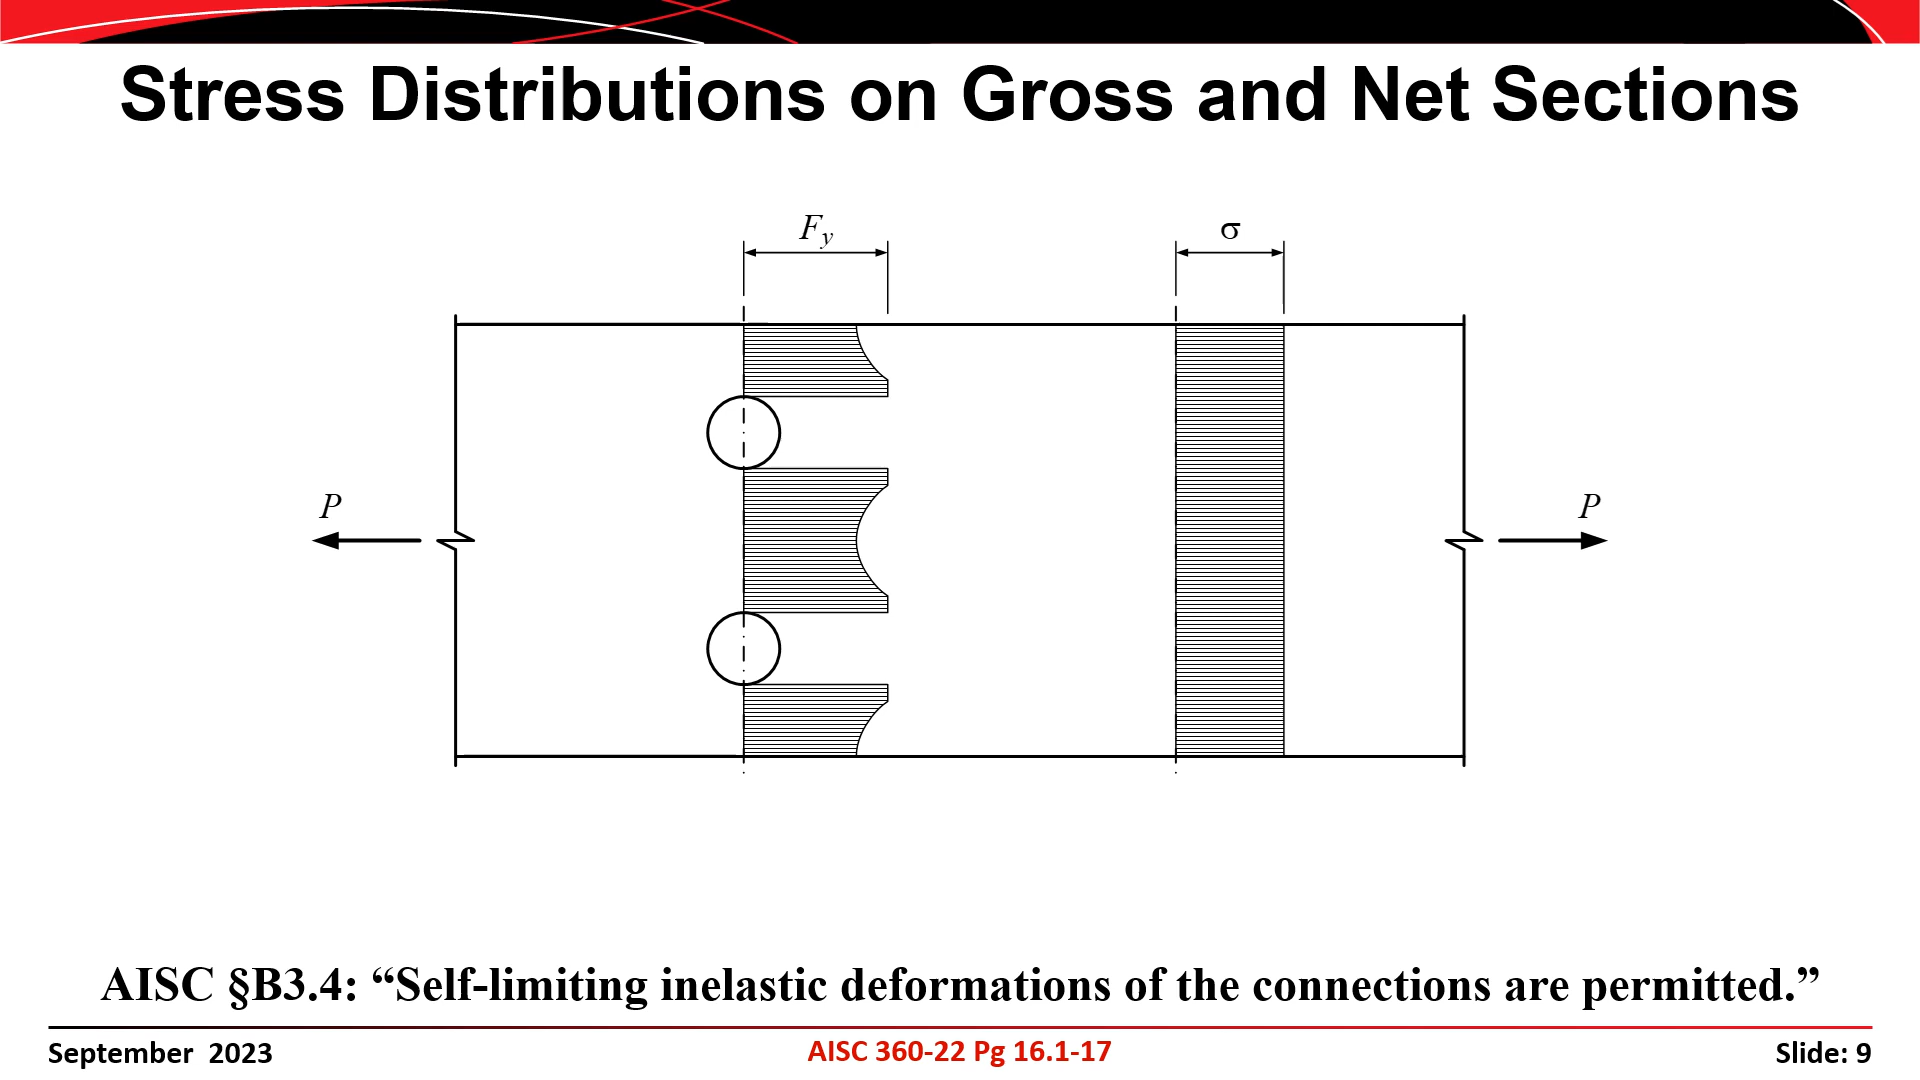 Stress Distributions on Gross and Net Sections
Fy
σ
P
P
AISC §B3.4: “Self-limiting inelastic deformations of the connections are permitted.”
September 2023
AISC 360-22 Pg 16.1-17
Slide: 9